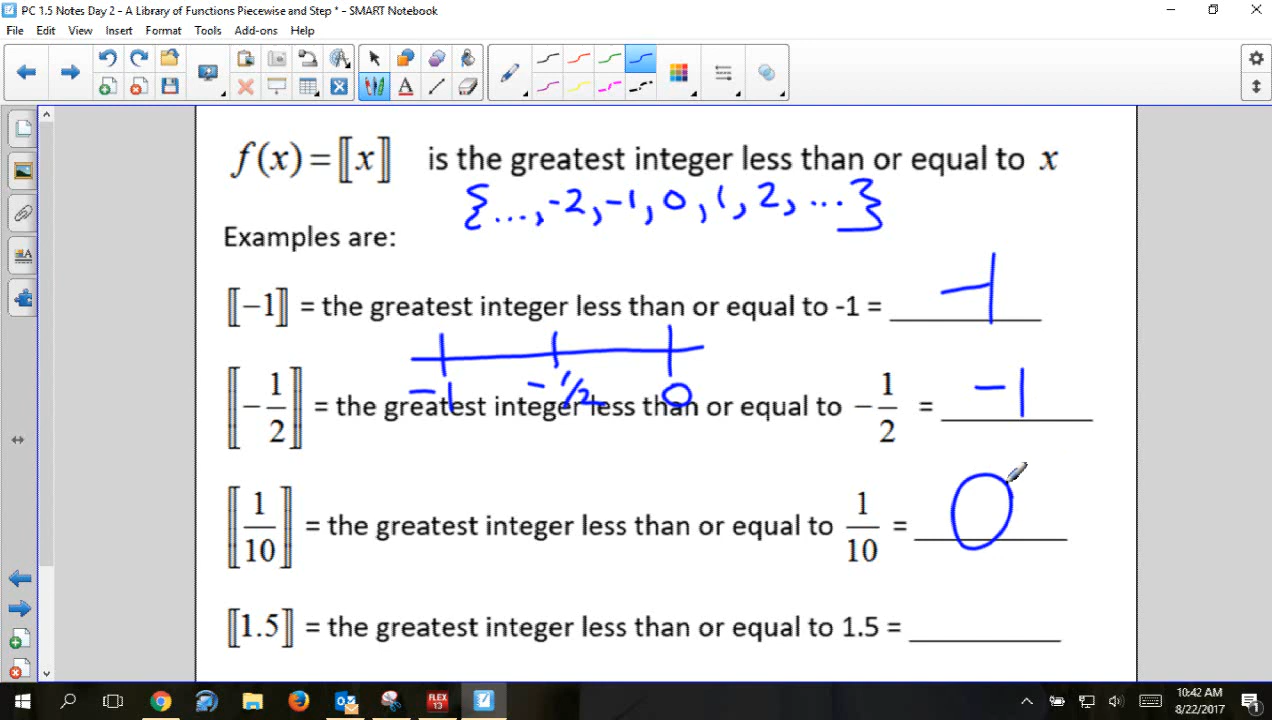 PC 1.5 Notes Day 2 - A Library of Functions Piecewise and Step * - SMART Notebook
File Edit View Insert Format Tools Add-ons Help
f(x) = ⟦x⟧ is the greatest integer less than or equal to x
{..., -2, -1, 0, 1, 2, ...}
Examples are:
⟦−1⟧ = the greatest integer less than or equal to -1 = -1
-1 -1/2 0
⟦−1/2⟧ = the greatest integer less than or equal to −1/2 = -1
⟦1/10⟧ = the greatest integer less than or equal to 1/10 = 0
⟦1.5⟧ = the greatest integer less than or equal to 1.5 = ________
FLEX
13
10:42 AM
8/22/2017
1